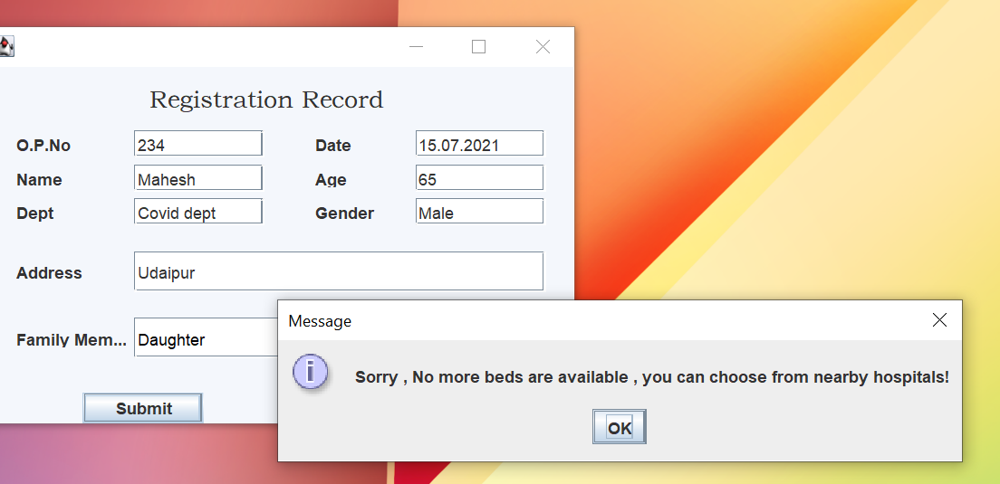 Registration Record
O.P.No 234 Date 15.07.2021
Name Mahesh Age 65
Dept Covid dept Gender Male
Address Udaipur
Message
Family Mem... Daughter
Sorry , No more beds are available , you can choose from nearby hospitals!
Submit
OK